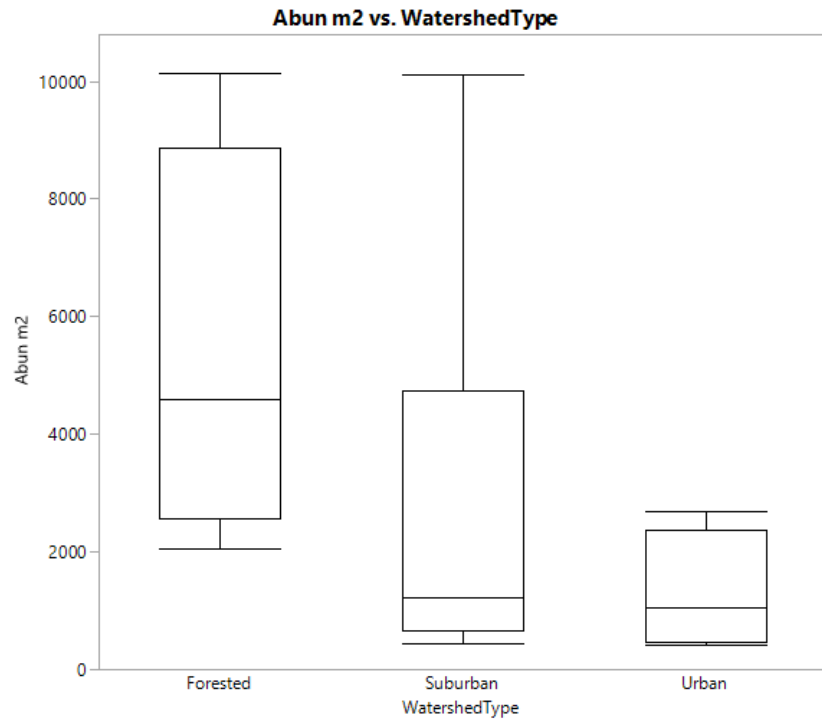 Abun m2 vs. WatershedType
Abun m2
10000
8000
6000
4000
2000
0
Forested Suburban Urban
WatershedType